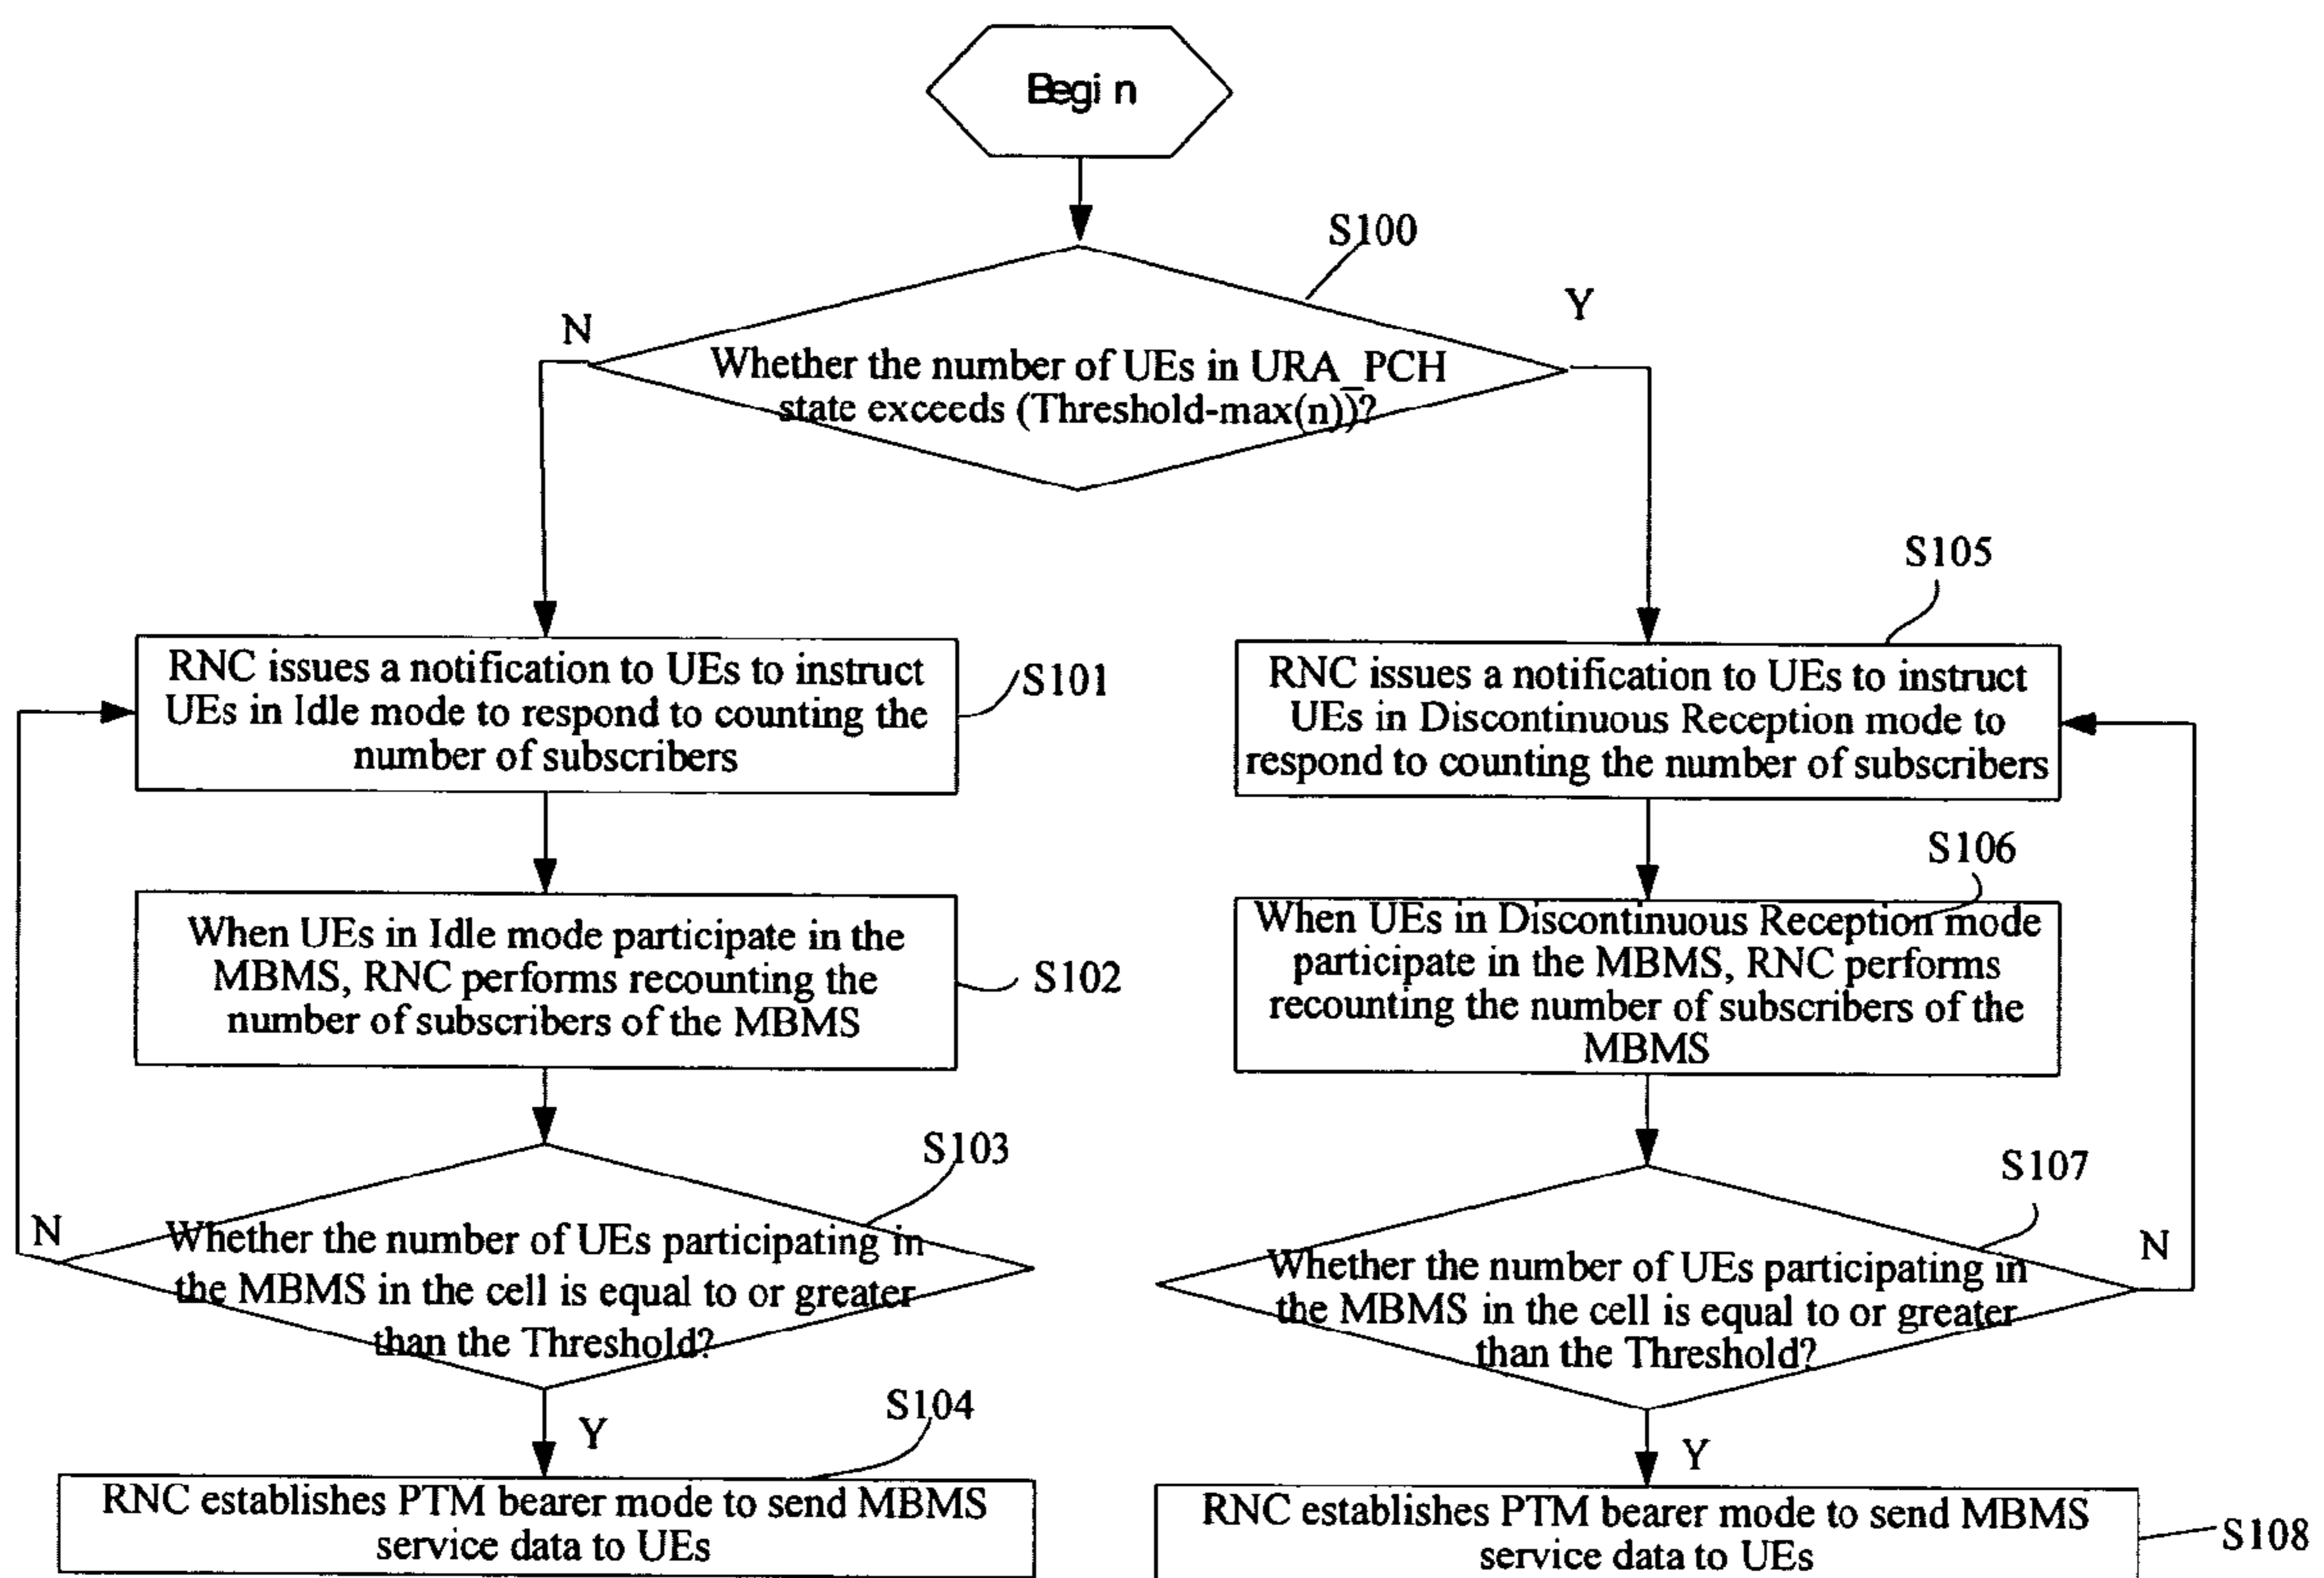 Begin
S100
N
Y
Whether the number of UEs in URA_PCH
state exceeds (Threshold-max(n))?
S105
RNC issues a notification to UEs to instruct
UEs in Idle mode to respond to counting the
number of subscribers
S101
RNC issues a notification to UEs to instruct
UEs in Discontinuous Reception mode to
respond to counting the number of subscribers
S106
When UEs in Idle mode participate in the
MBMS, RNC performs recounting the
number of subscribers of the MBMS
S102
When UEs in Discontinuous Reception mode
participate in the MBMS, RNC performs
recounting the number of subscribers of the
MBMS
S103
S107
N
Whether the number of UEs participating in
the MBMS in the cell is equal to or greater
than the Threshold?
Whether the number of UEs participating in
the MBMS in the cell is equal to or greater
than the Threshold?
N
S104
Y
Y
RNC establishes PTM bearer mode to send MBMS
service data to UEs
RNC establishes PTM bearer mode to send MBMS
service data to UEs
S108